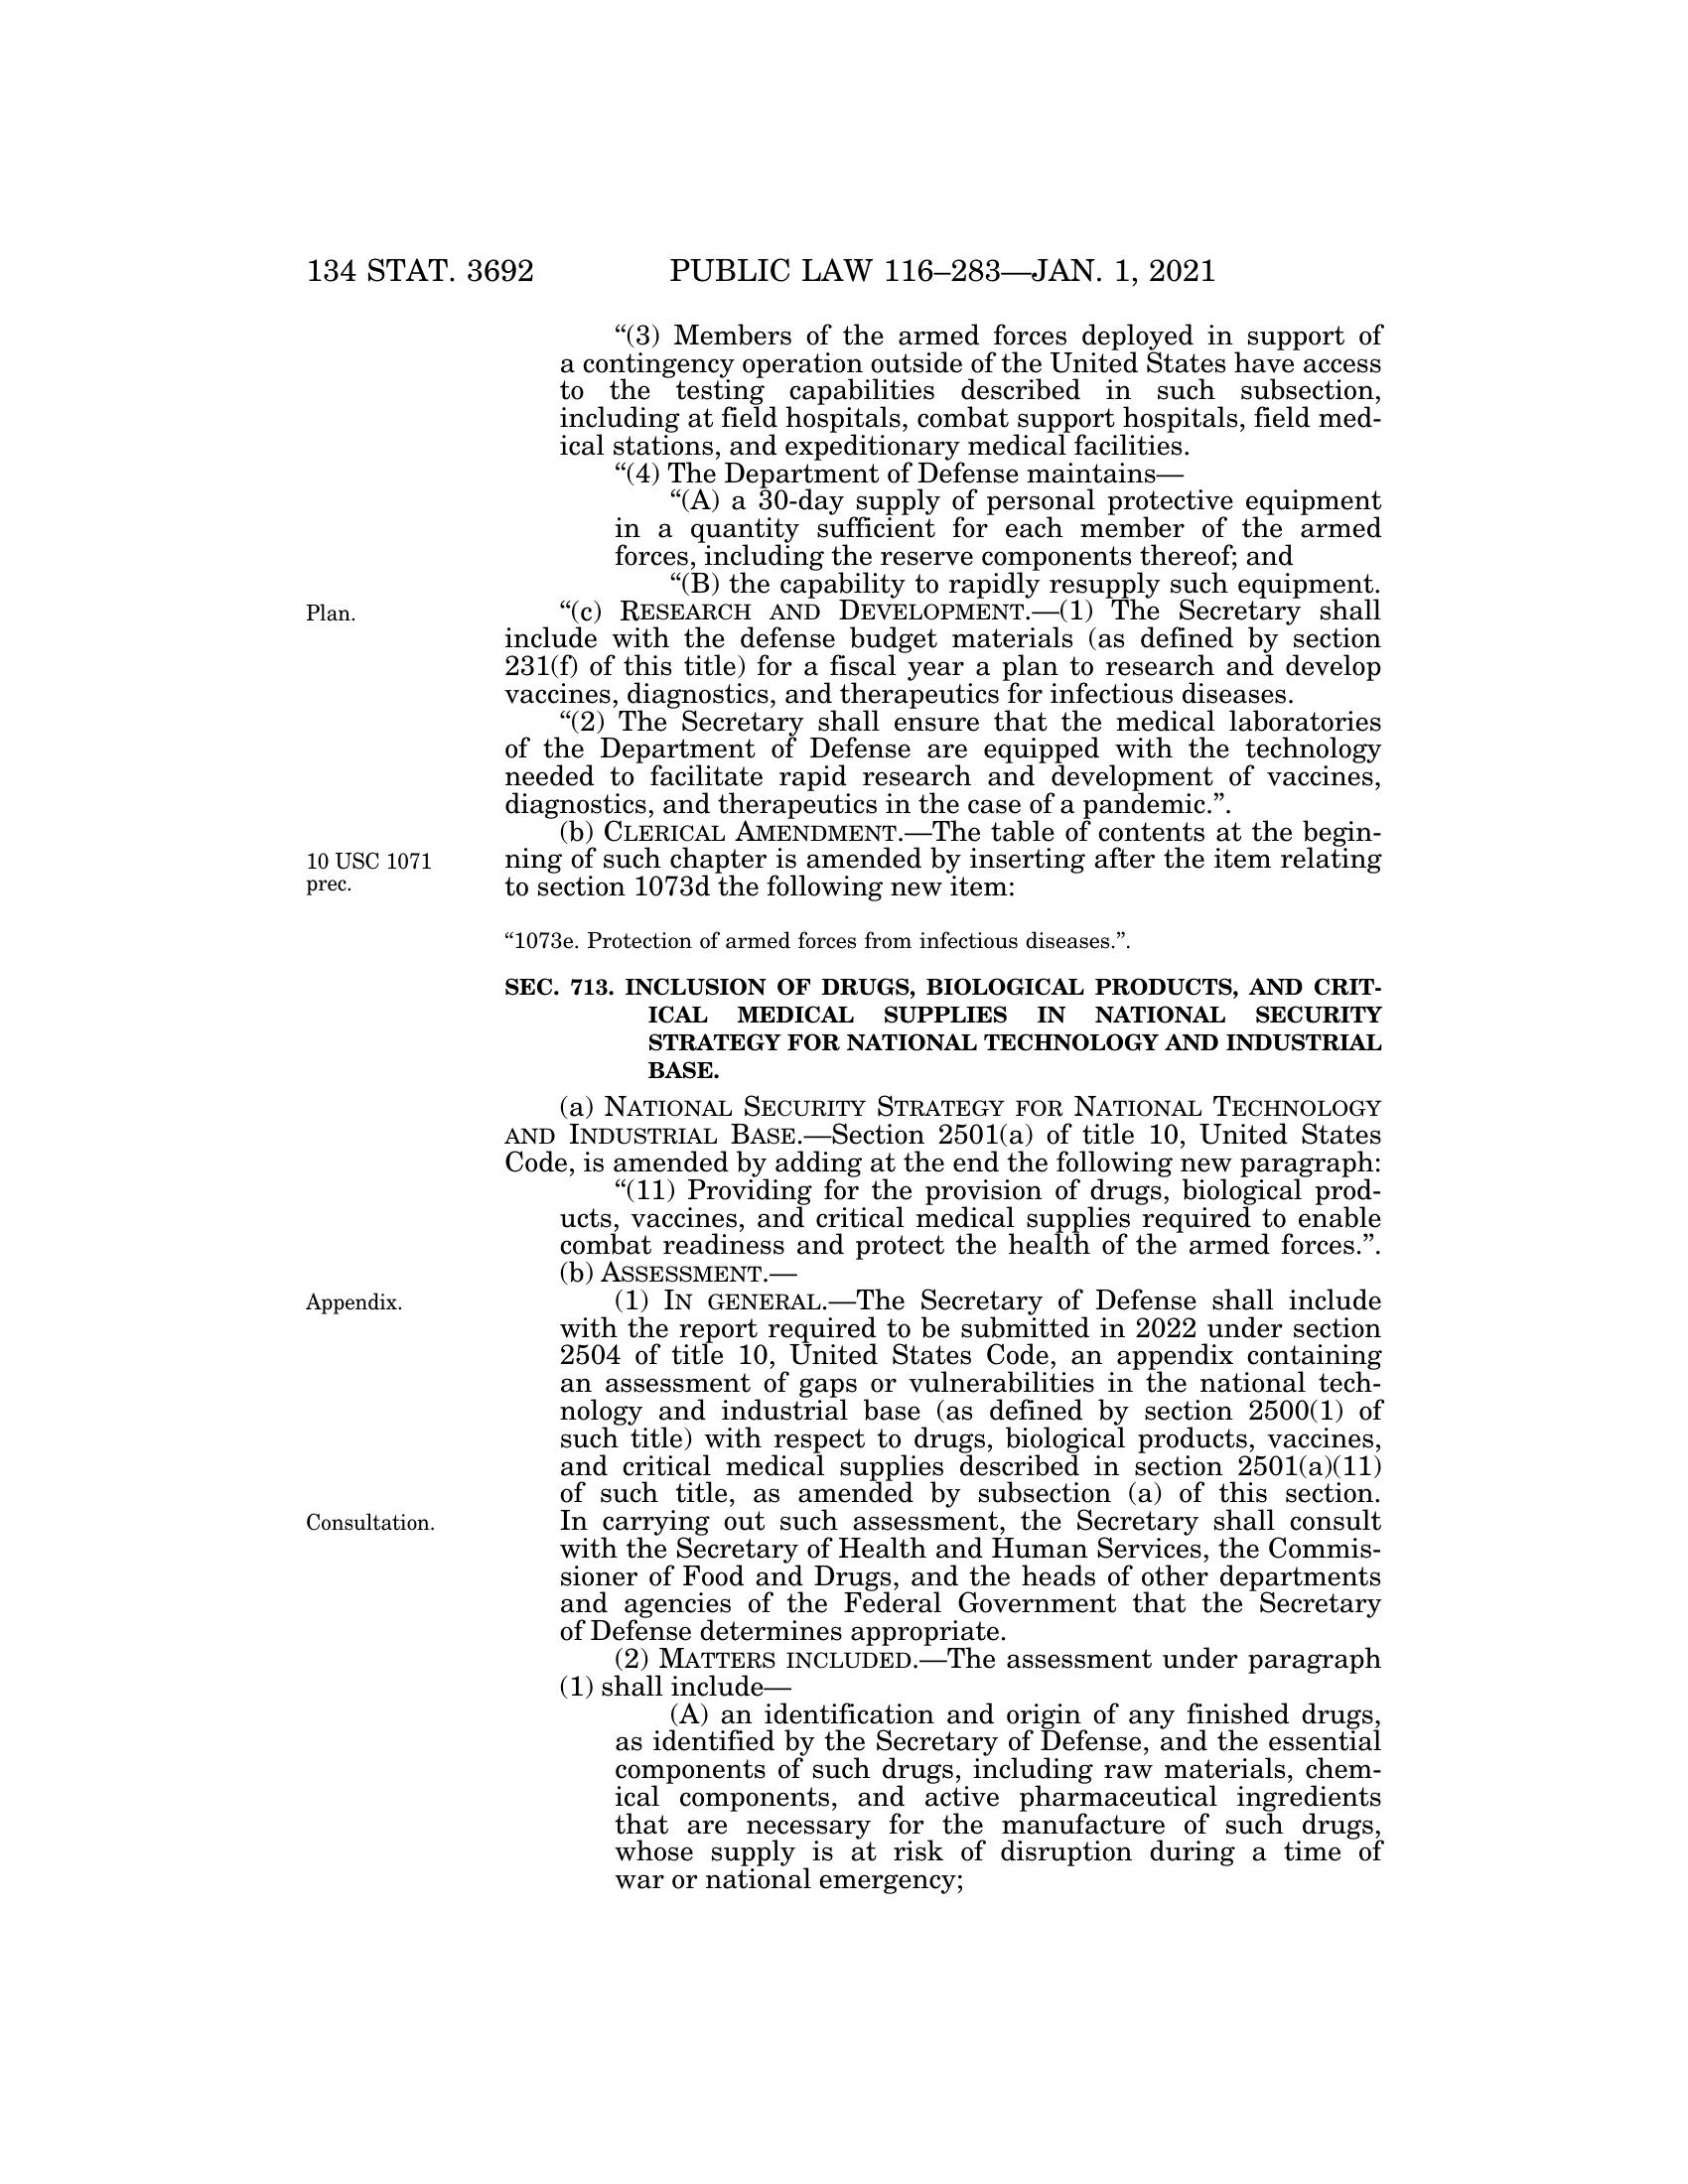 134 STAT. 3692
PUBLIC LAW 116–283—JAN. 1, 2021
“(3) Members of the armed forces deployed in support of
a contingency operation outside of the United States have access
to the testing capabilities described in such subsection,
including at field hospitals, combat support hospitals, field med-
ical stations, and expeditionary medical facilities.
“(4) The Department of Defense maintains—
“(A) a 30-day supply of personal protective equipment
in a quantity sufficient for each member of the armed
forces, including the reserve components thereof; and
“(B) the capability to rapidly resupply such equipment.
Plan.
“(c) RESEARCH AND DEVELOPMENT.—(1) The Secretary shall
include with the defense budget materials (as defined by section
231(f) of this title) for a fiscal year a plan to research and develop
vaccines, diagnostics, and therapeutics for infectious diseases.
“(2) The Secretary shall ensure that the medical laboratories
of the Department of Defense are equipped with the technology
needed to facilitate rapid research and development of vaccines,
diagnostics, and therapeutics in the case of a pandemic.”.
(b) CLERICAL AMENDMENT.—The table of contents at the begin-
10 USC 1071
prec.
ning of such chapter is amended by inserting after the item relating
to section 1073d the following new item:
“1073e. Protection of armed forces from infectious diseases.”.
SEC. 713. INCLUSION OF DRUGS, BIOLOGICAL PRODUCTS, AND CRIT-
ICAL MEDICAL SUPPLIES IN NATIONAL SECURITY
STRATEGY FOR NATIONAL TECHNOLOGY AND INDUSTRIAL
BASE.
(a) NATIONAL SECURITY STRATEGY FOR NATIONAL TECHNOLOGY
AND INDUSTRIAL BASE.—Section 2501(a) of title 10, United States
Code, is amended by adding at the end the following new paragraph:
“(11) Providing for the provision of drugs, biological prod-
ucts, vaccines, and critical medical supplies required to enable
combat readiness and protect the health of the armed forces.”.
(b) ASSESSMENT.—
Appendix.
(1) IN GENERAL.—The Secretary of Defense shall include
with the report required to be submitted in 2022 under section
2504 of title 10, United States Code, an appendix containing
an assessment of gaps or vulnerabilities in the national tech-
nology and industrial base (as defined by section 2500(1) of
such title) with respect to drugs, biological products, vaccines,
and critical medical supplies described in section 2501(a)(11)
of such title, as amended by subsection (a) of this section.
Consultation.
In carrying out such assessment, the Secretary shall consult
with the Secretary of Health and Human Services, the Commis-
sioner of Food and Drugs, and the heads of other departments
and agencies of the Federal Government that the Secretary
of Defense determines appropriate.
(2) MATTERS INCLUDED.—The assessment under paragraph
(1) shall include—
(A) an identification and origin of any finished drugs,
as identified by the Secretary of Defense, and the essential
components of such drugs, including raw materials, chem-
ical components, and active pharmaceutical ingredients
that are necessary for the manufacture of such drugs,
whose supply is at risk of disruption during a time of
war or national emergency;